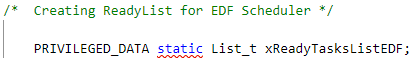 /*  Creating ReadyList for EDF Scheduler */
PRIVILEGED_DATA static List_t xReadyTasksListEDF;